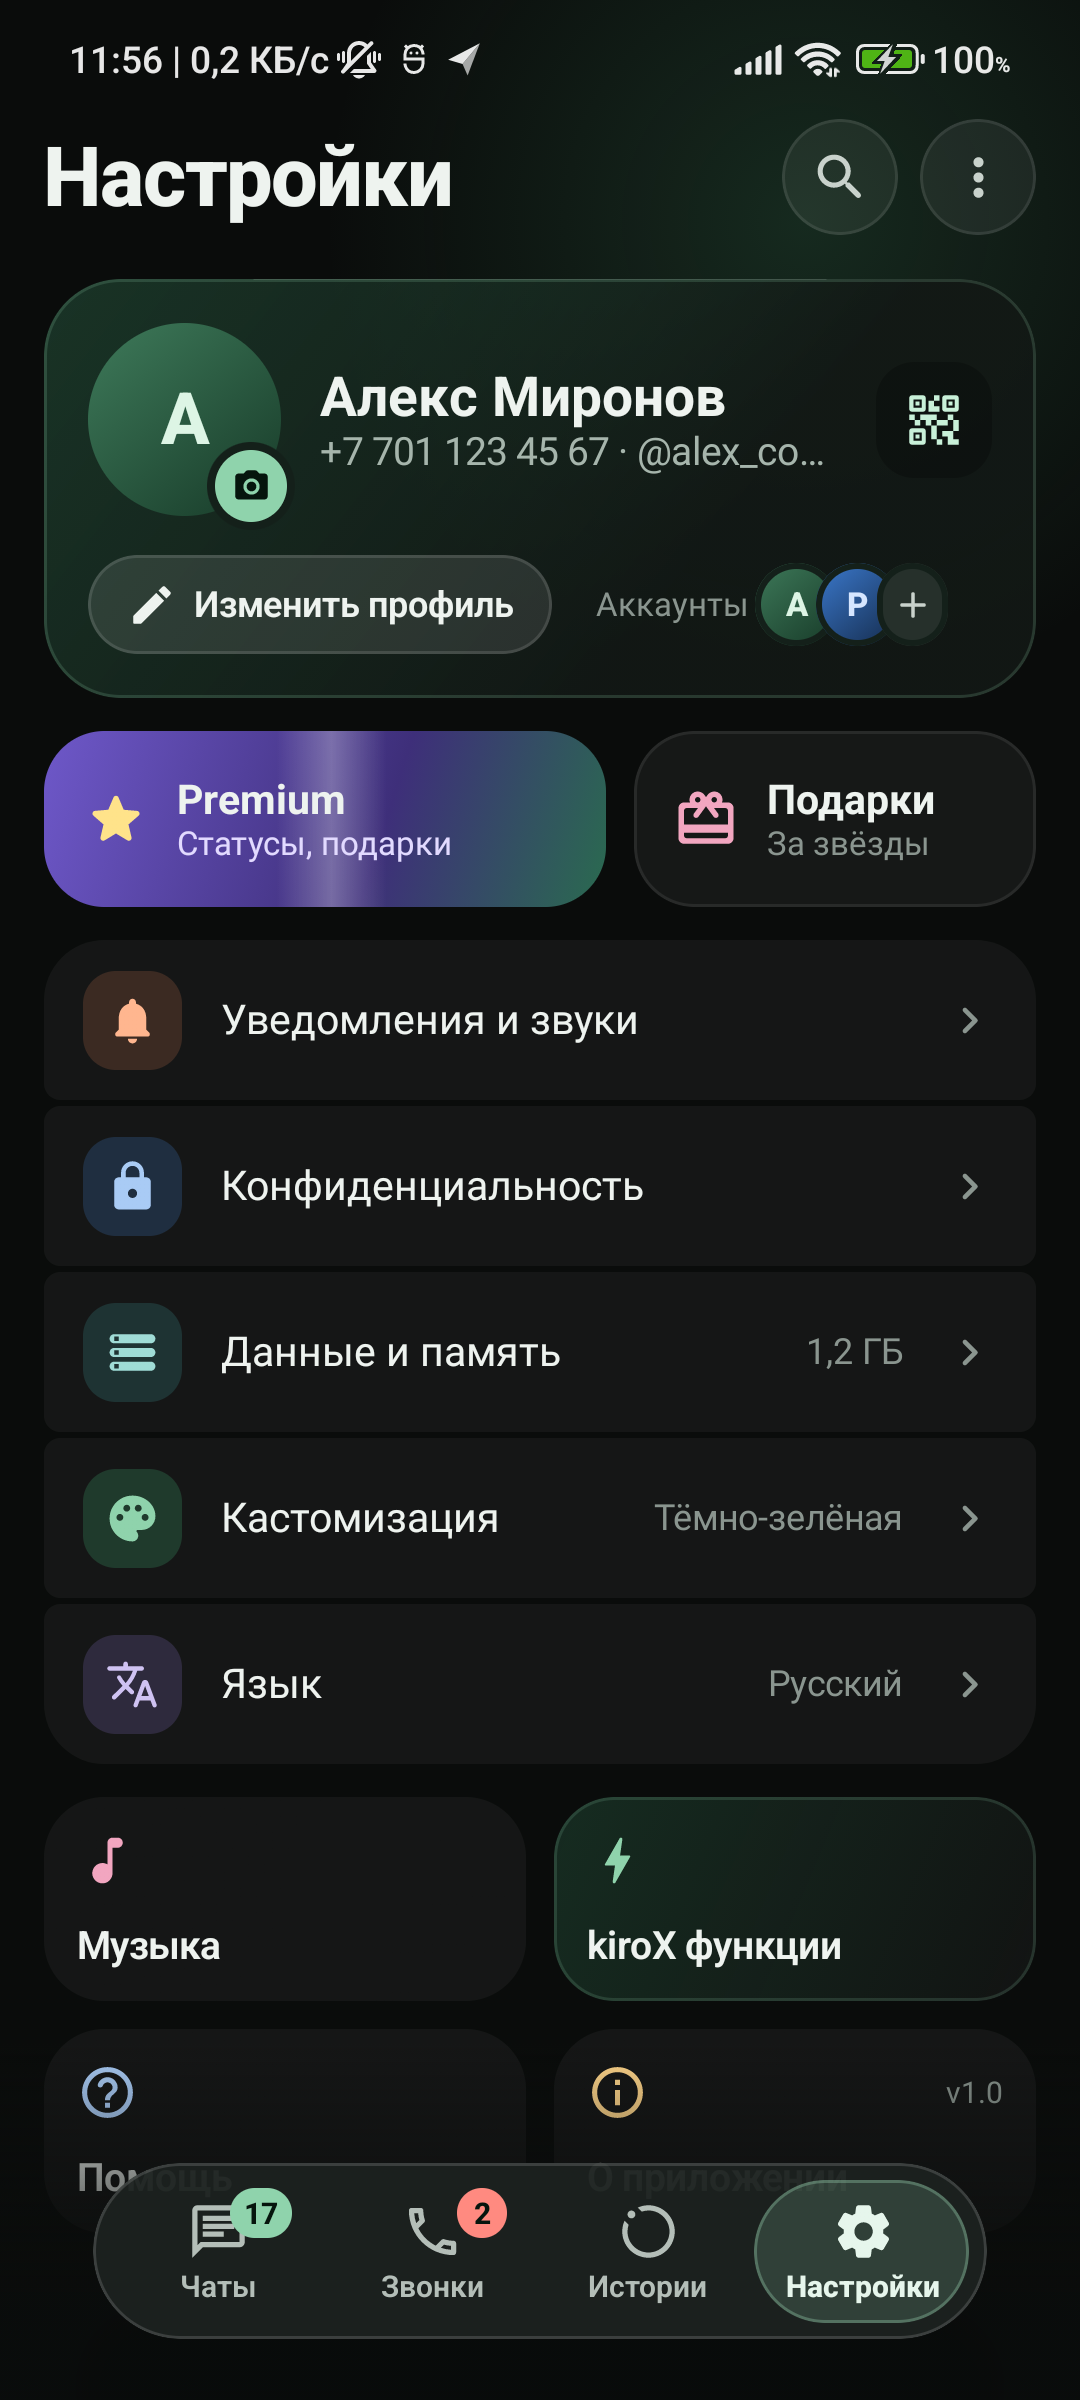 11:56 | 0,2 КБ/с
100%
Настройки
А
Алекс Миронов
+7 701 123 45 67 · @alex_co...
Изменить профиль
Аккаунты
А
Р
+
Premium
Статусы, подарки
Подарки
За звёзды
Уведомления и звуки
Конфиденциальность
Данные и память
1,2 ГБ
Кастомизация
Тёмно-зелёная
Язык
Русский
Музыка
kiroX функции
v1.0
Помощь
О приложении
17
2
Чаты
Звонки
Истории
Настройки